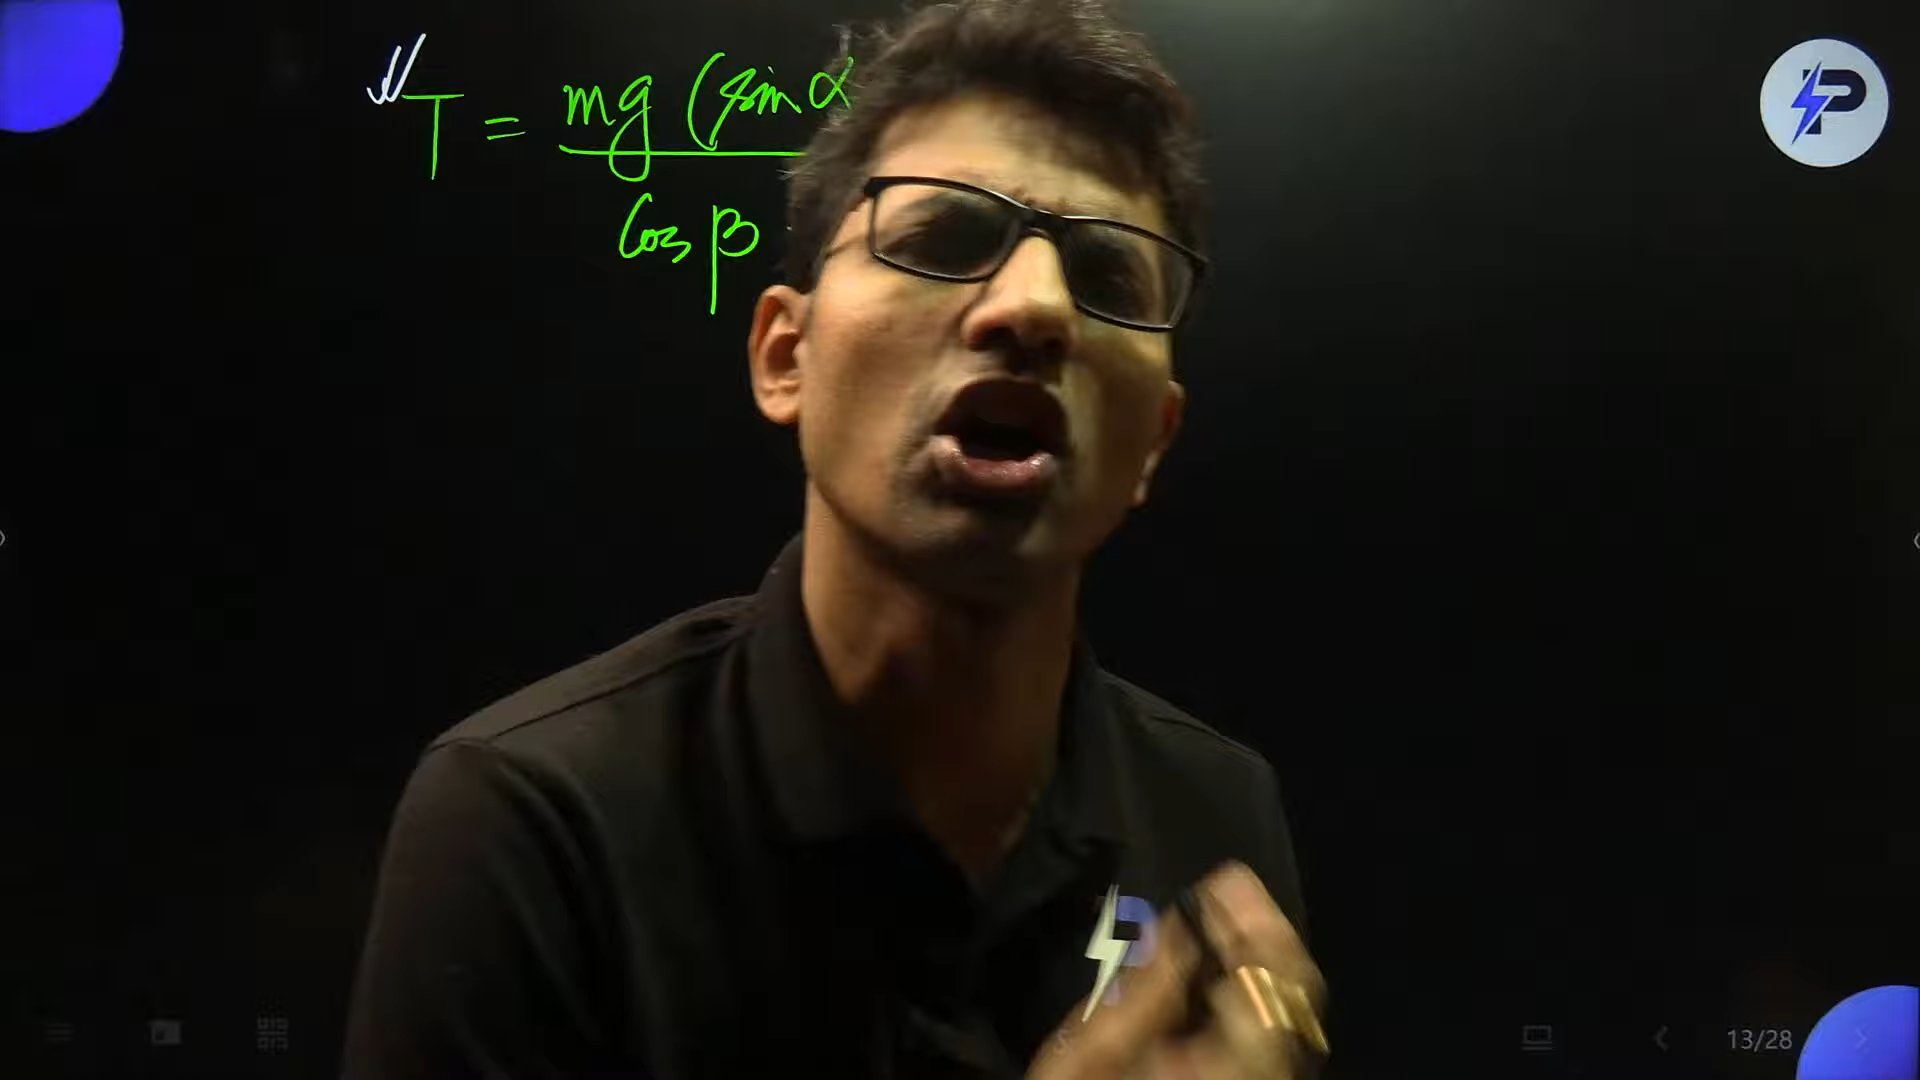 T = mg (sin α
cos β
P
P
13/28